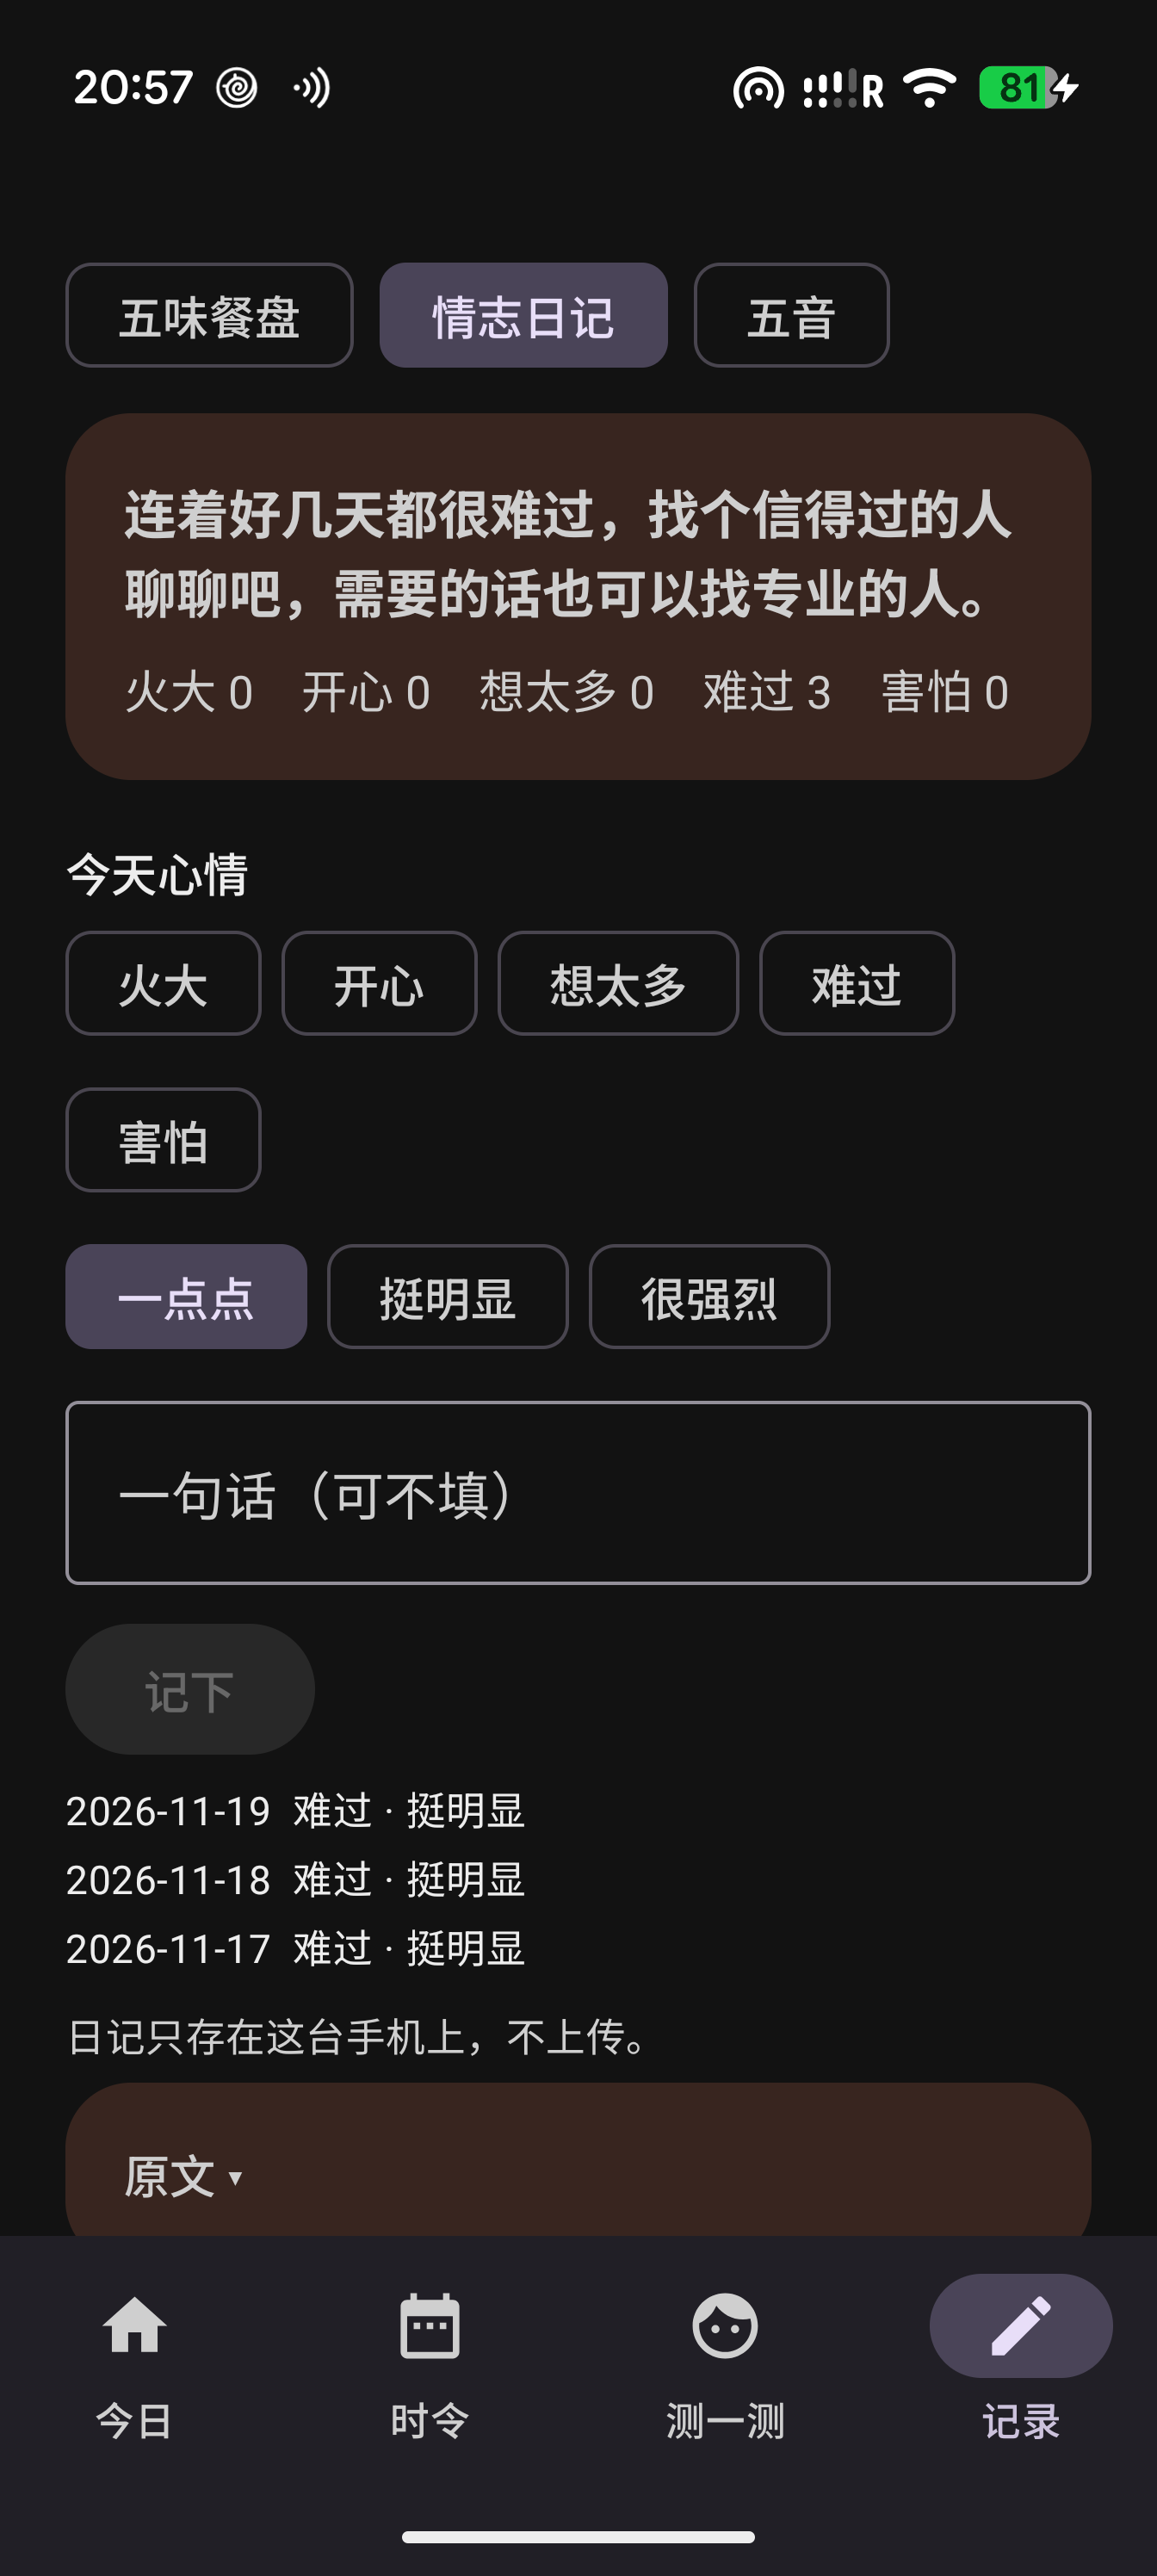 20:57 R 81
五味餐盘 情志日记 五音
连着好几天都很难过，找个信得过的人
聊聊吧，需要的话也可以找专业的人。
火大 0 开心 0 想太多 0 难过 3 害怕 0
今天心情
火大 开心 想太多 难过
害怕
一点点 挺明显 很强烈
一句话（可不填）
记下
2026-11-19 难过 · 挺明显
2026-11-18 难过 · 挺明显
2026-11-17 难过 · 挺明显
日记只存在这台手机上，不上传。
原文 ▾
今日 时令 测一测 记录